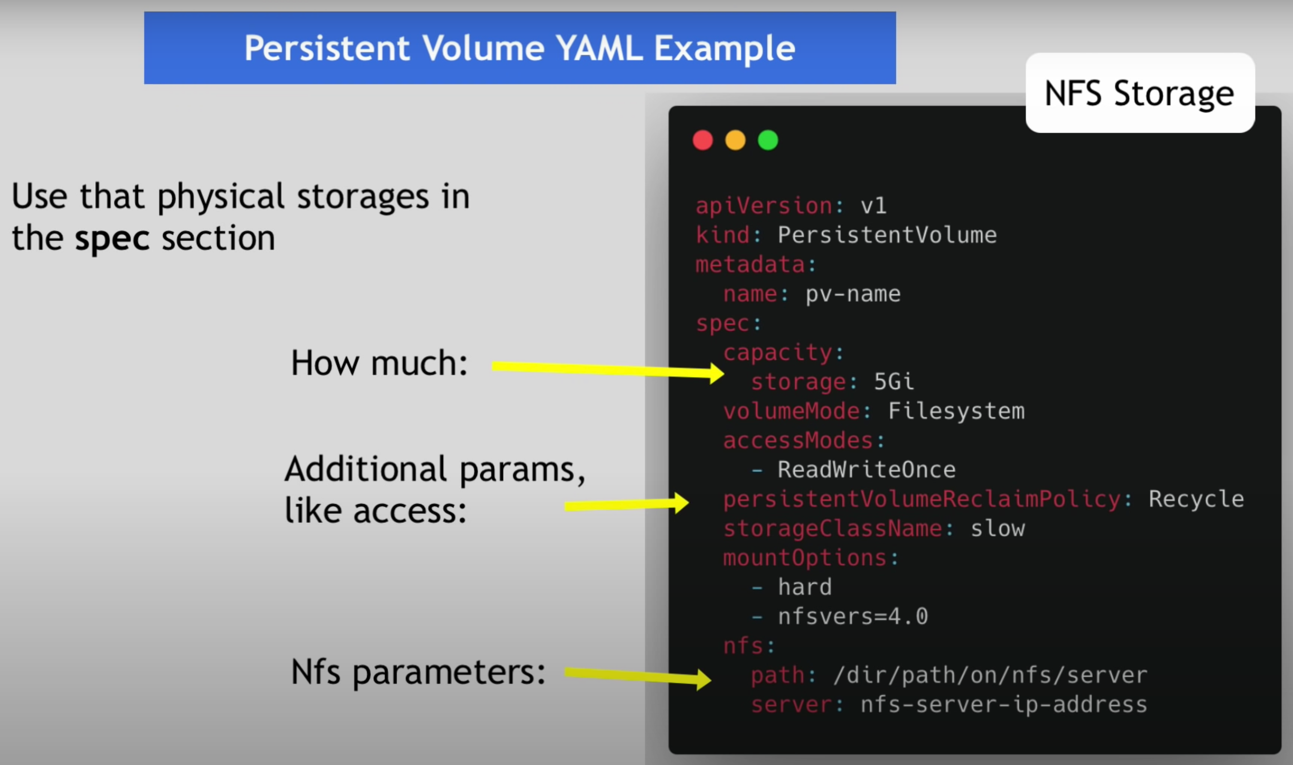 Persistent Volume YAML Example
NFS Storage
Use that physical storages in
the spec section
How much:
Additional params,
like access:
Nfs parameters:
apiVersion: v1
kind: PersistentVolume
metadata:
  name: pv-name
spec:
  capacity:
    storage: 5Gi
  volumeMode: Filesystem
  accessModes:
    - ReadWriteOnce
  persistentVolumeReclaimPolicy: Recycle
  storageClassName: slow
  mountOptions:
    - hard
    - nfsvers=4.0
  nfs:
    path: /dir/path/on/nfs/server
    server: nfs-server-ip-address